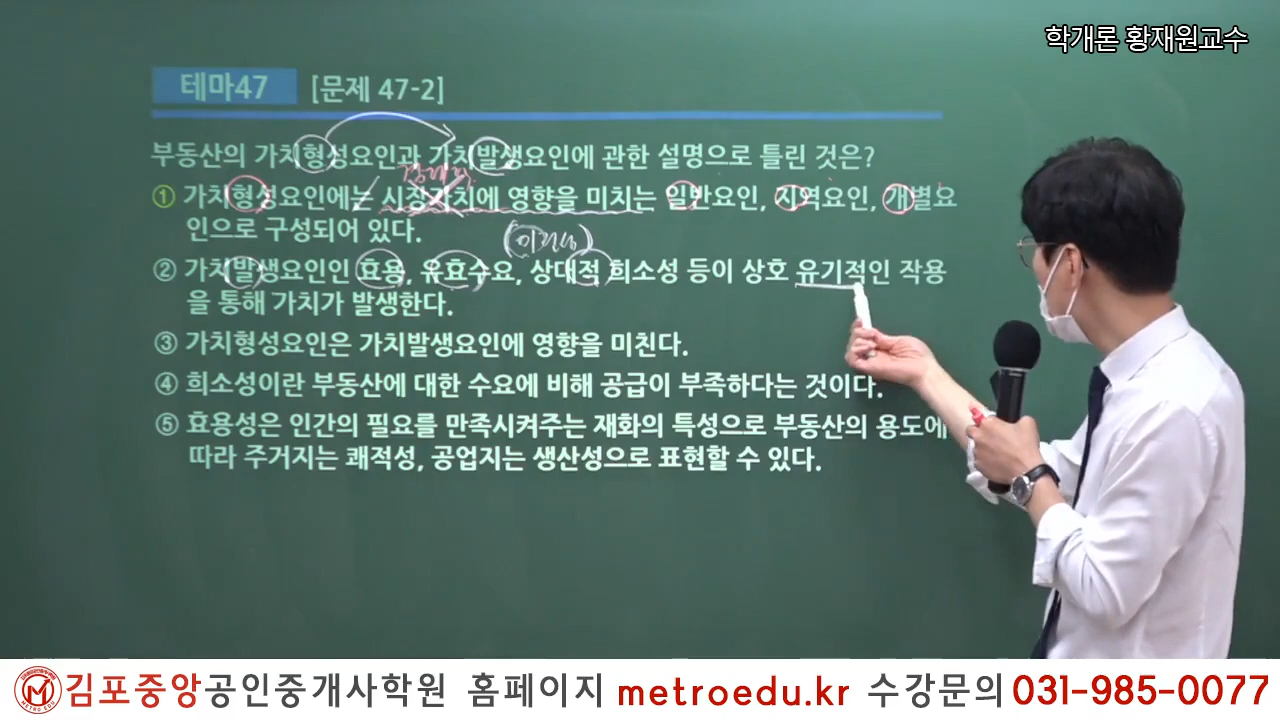 학개론 황재원교수
테마47 [문제 47-2]
부동산의 가치형성요인과 가치발생요인에 관한 설명으로 틀린 것은?
① 가치형성요인에는 시장가치에 영향을 미치는 일반요인, 지역요인, 개별요
인으로 구성되어 있다.
② 가치발생요인인 효용, 유효수요, 상대적 희소성 등이 상호 유기적인 작용
을 통해 가치가 발생한다.
③ 가치형성요인은 가치발생요인에 영향을 미친다.
④ 희소성이란 부동산에 대한 수요에 비해 공급이 부족하다는 것이다.
⑤ 효용성은 인간의 필요를 만족시켜주는 재화의 특성으로 부동산의 용도에
따라 주거지는 쾌적성, 공업지는 생산성으로 표현할 수 있다.
METRO EDU
김포중앙공인중개사학원 홈페이지 metroedu.kr 수강문의 031-985-0077